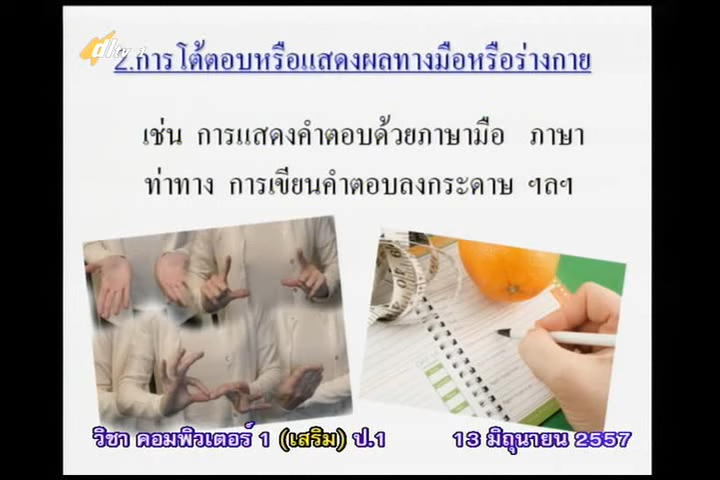 dltv 1
2.การโต้ตอบหรือแสดงผลทางมือหรือร่างกาย
เช่น การแสดงคำตอบด้วยภาษามือ ภาษา
ท่าทาง การเขียนคำตอบลงกระดาษ ฯลฯ
วิชา คอมพิวเตอร์ 1 (เสริม) ป.1
13 มิถุนายน 2557